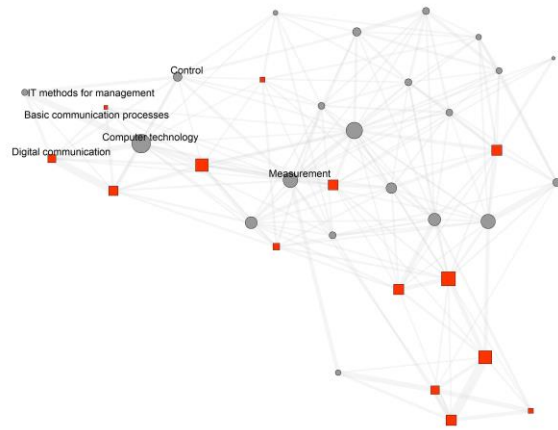 Control
IT methods for management
Basic communication processes
Computer technology
Digital communication
Measurement